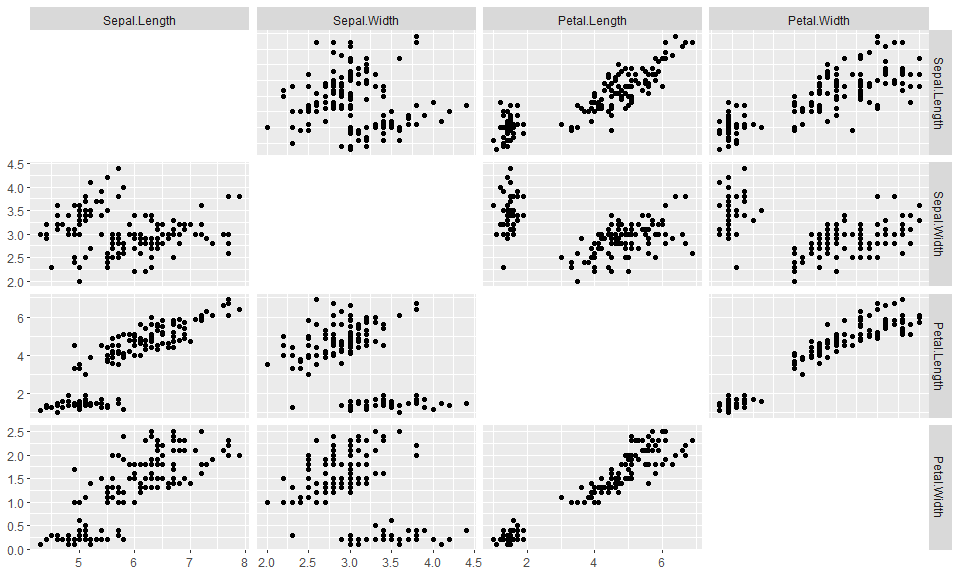 Sepal.Length Sepal.Width Petal.Length Petal.Width
Sepal.Length
4.5
4.0
3.5
3.0
2.5
2.0
Sepal.Width
6
4
2
Petal.Length
2.5
2.0
1.5
1.0
0.5
0.0
Petal.Width
5 6 7 8 2.0 2.5 3.0 3.5 4.0 4.5 2 4 6